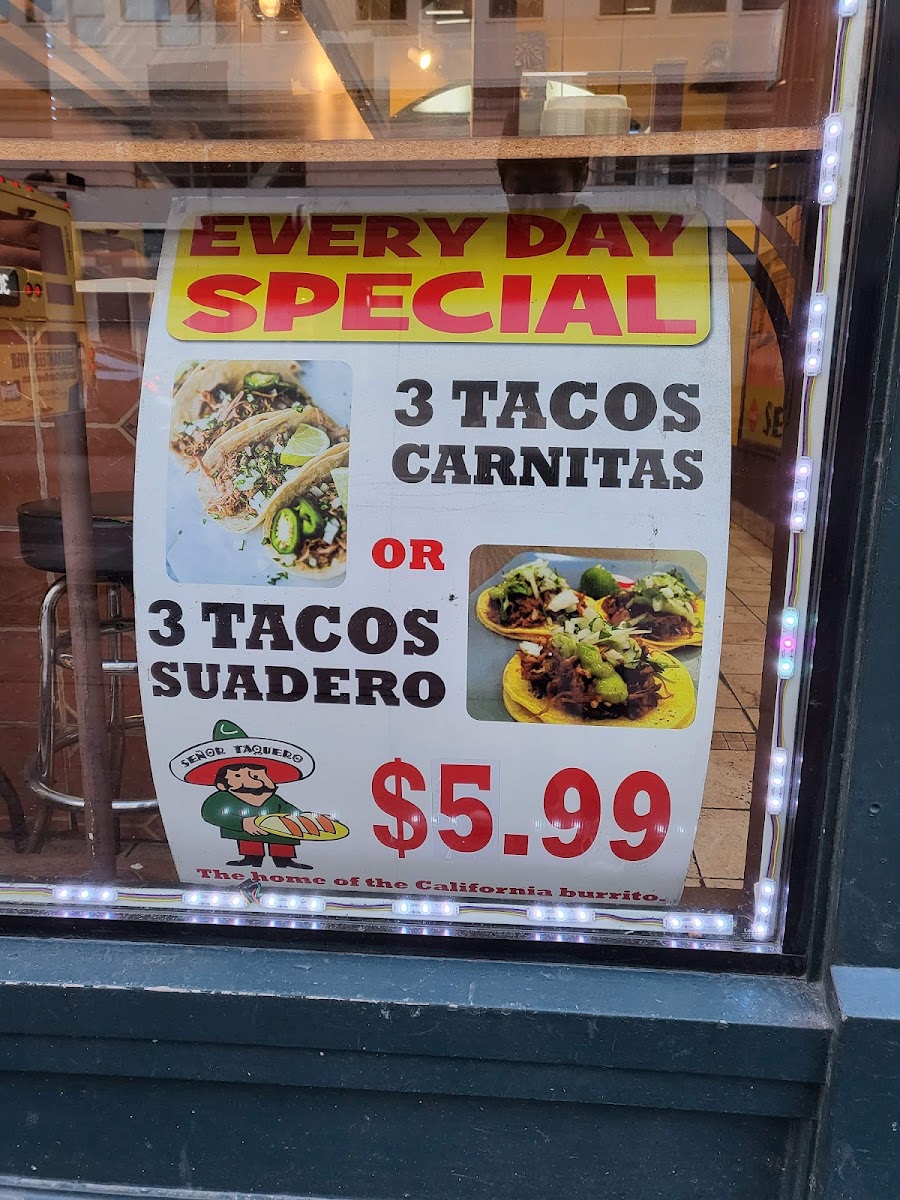 EVERY DAY
SPECIAL
3 TACOS
CARNITAS
OR
3 TACOS
SUADERO
SEÑOR TAQUERO
$5.99
The home of the California burrito.